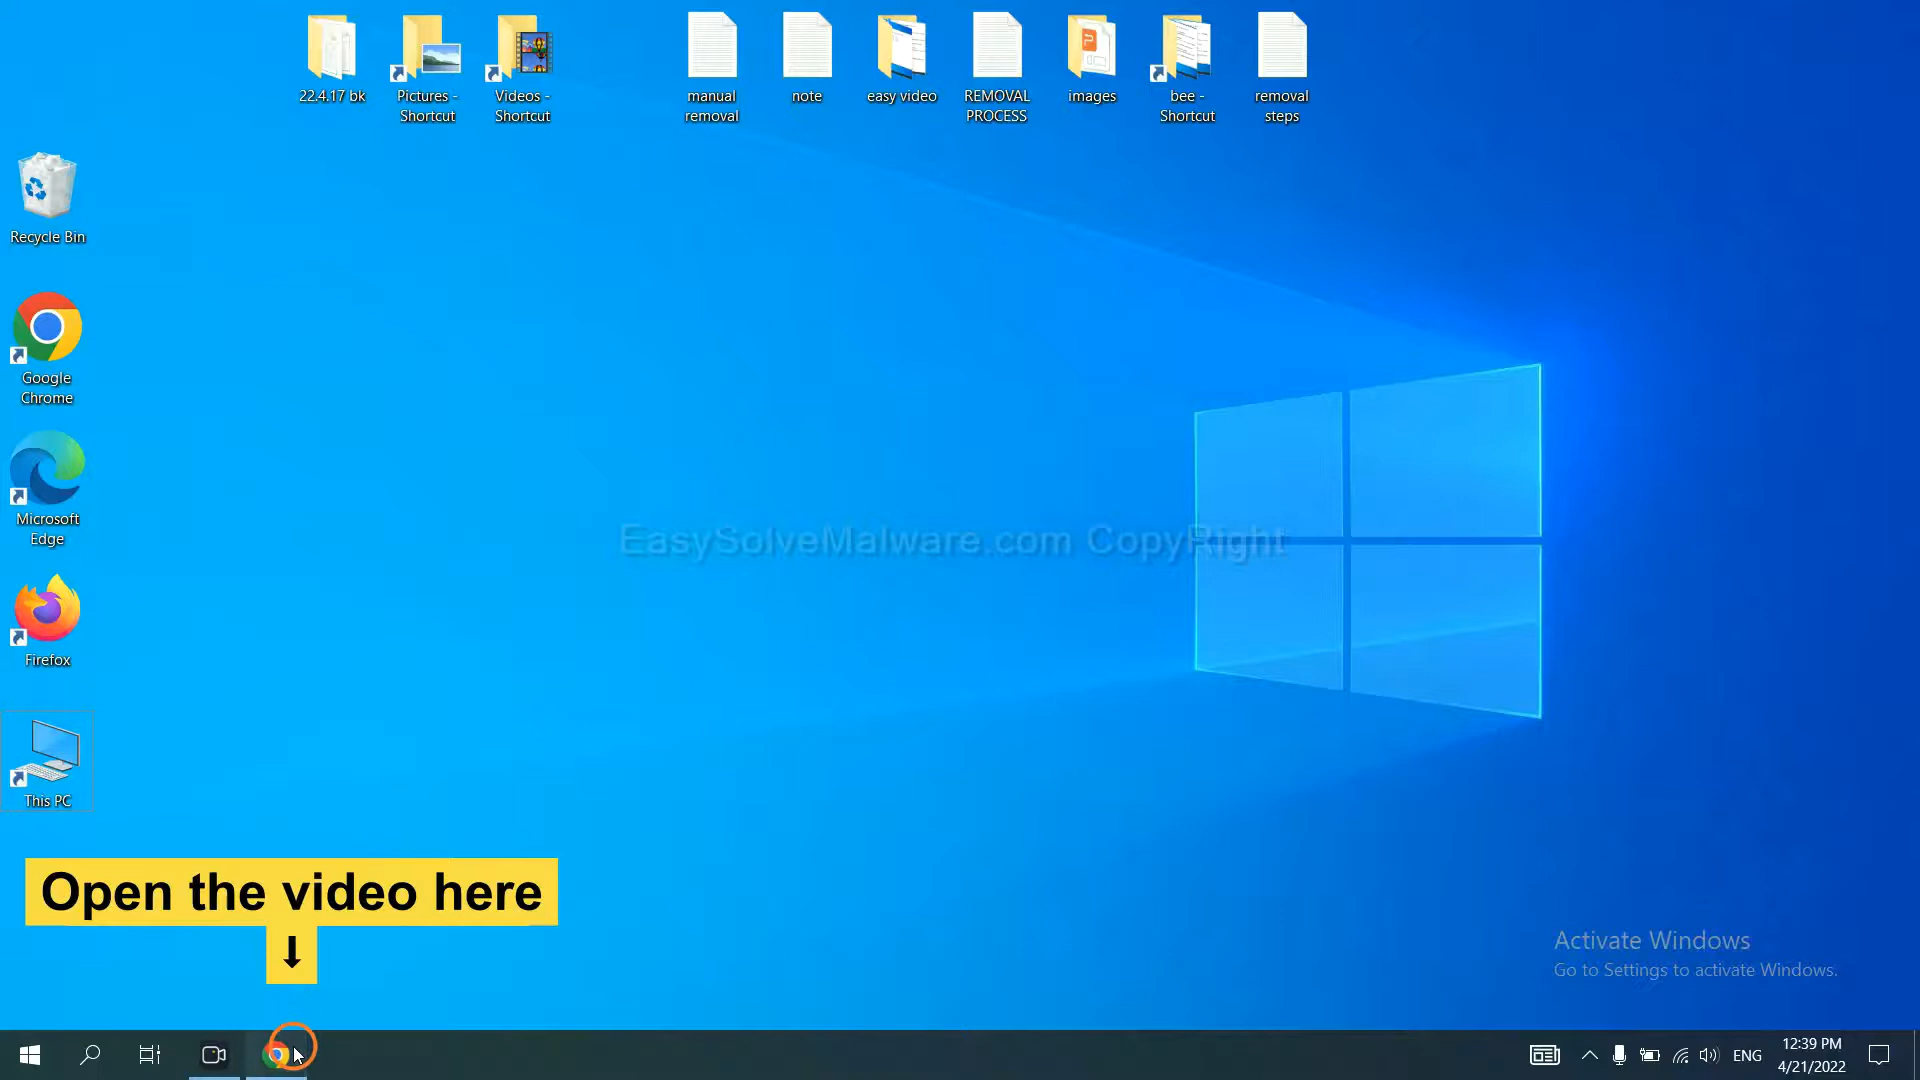 22.4.17 bk
Pictures -
Shortcut
Videos -
Shortcut
manual
removal
note
easy video
REMOVAL
PROCESS
images
bee -
Shortcut
removal
steps
Recycle Bin
Google
Chrome
Microsoft
Edge
Firefox
This PC
EasySolveMalware.com CopyRight
Open the video here
Activate Windows
Go to Settings to activate Windows.
ENG
12:39 PM
4/21/2022